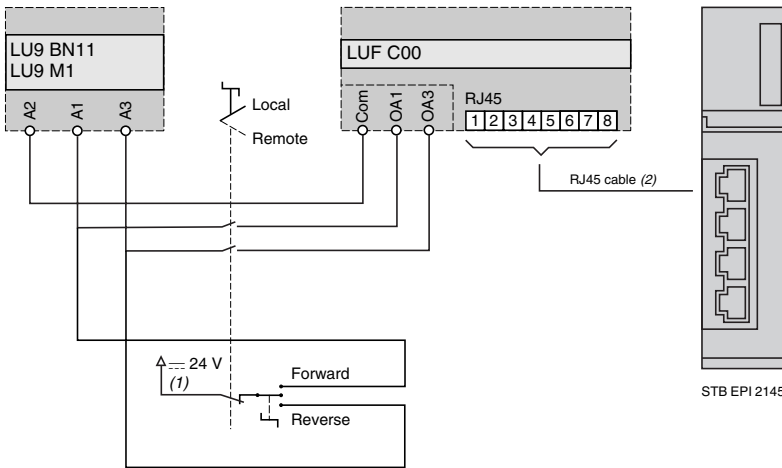 LU9 BN11
LU9 M1
A2
A1
A3
Local
Remote
LUF C00
Com
OA1
OA3
RJ45
1 2 3 4 5 6 7 8
RJ45 cable (2)
24 V
(1)
Forward
Reverse
STB EPI 2145